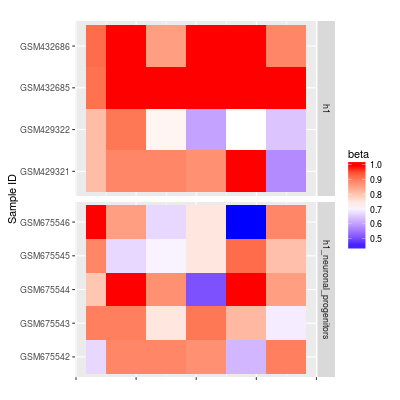 GSM432686
GSM432685
GSM429322
GSM429321
h1
GSM675546
GSM675545
GSM675544
GSM675543
GSM675542
h1_neuronal_progenitors
Sample ID
beta
1.0
0.9
0.8
0.7
0.6
0.5